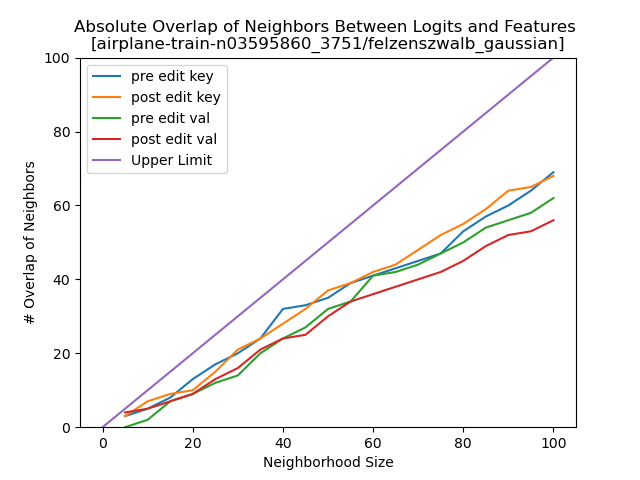 Absolute Overlap of Neighbors Between Logits and Features
[airplane-train-n03595860_3751/felzenszwalb_gaussian]
pre edit key
post edit key
pre edit val
post edit val
Upper Limit
# Overlap of Neighbors
100
80
60
40
20
0
0 20 40 60 80 100
Neighborhood Size